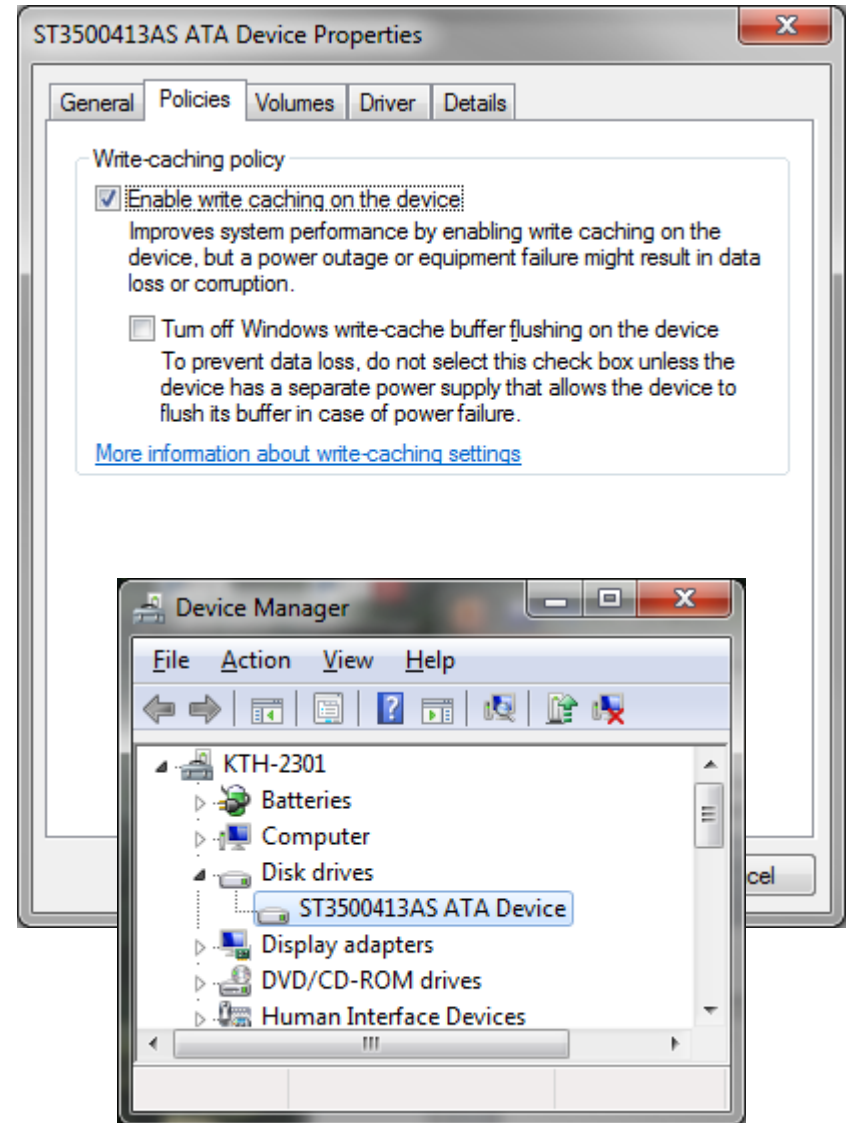 ST3500413AS ATA Device Properties
General Policies Volumes Driver Details
Write-caching policy
Enable write caching on the device
Improves system performance by enabling write caching on the
device, but a power outage or equipment failure might result in data
loss or corruption.
Turn off Windows write-cache buffer flushing on the device
To prevent data loss, do not select this check box unless the
device has a separate power supply that allows the device to
flush its buffer in case of power failure.
More information about write-caching settings
Device Manager
File Action View Help
KTH-2301
Batteries
Computer
Disk drives
cel
ST3500413AS ATA Device
Display adapters
DVD/CD-ROM drives
Human Interface Devices